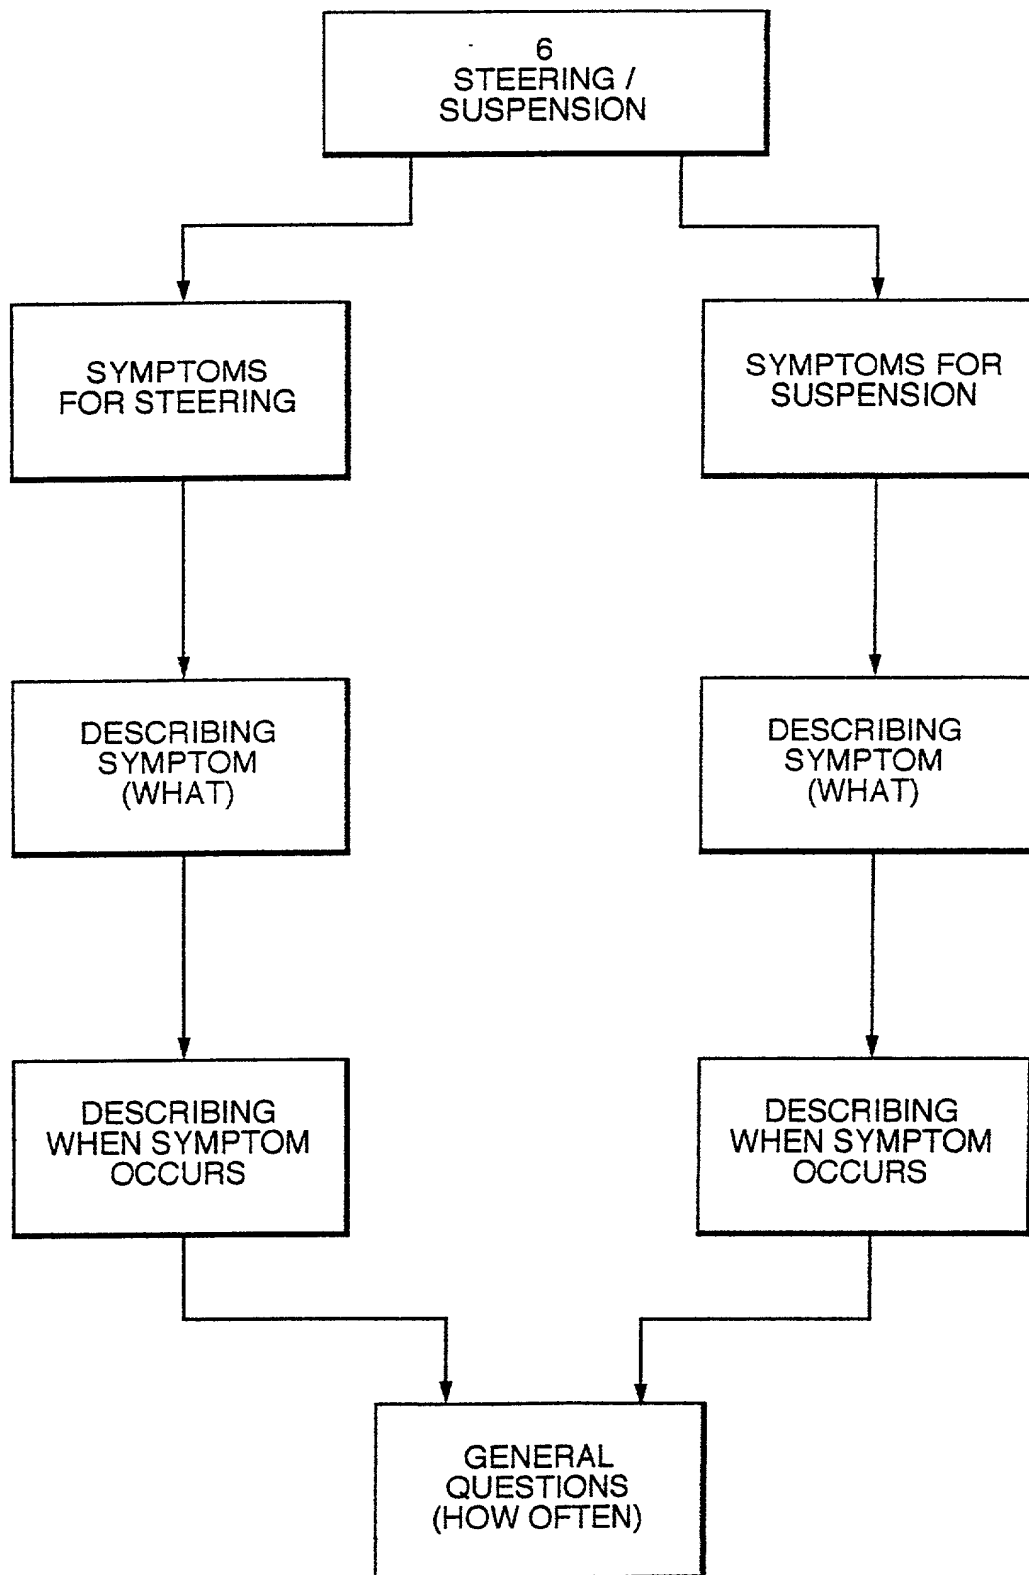 6
STEERING /
SUSPENSION
SYMPTOMS
FOR STEERING
SYMPTOMS FOR
SUSPENSION
DESCRIBING
SYMPTOM
(WHAT)
DESCRIBING
SYMPTOM
(WHAT)
DESCRIBING
WHEN SYMPTOM
OCCURS
DESCRIBING
WHEN SYMPTOM
OCCURS
GENERAL
QUESTIONS
(HOW OFTEN)